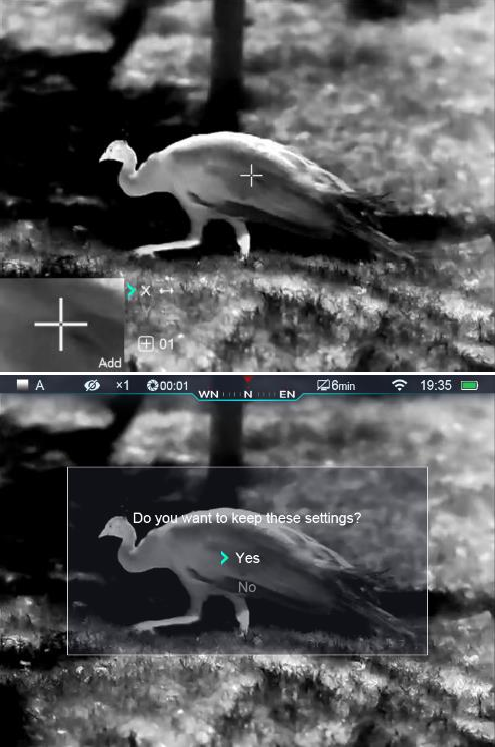 X
01
Add
A
×1
00:01
6min
19:35
WN
N
EN
Do you want to keep these settings?
Yes
No